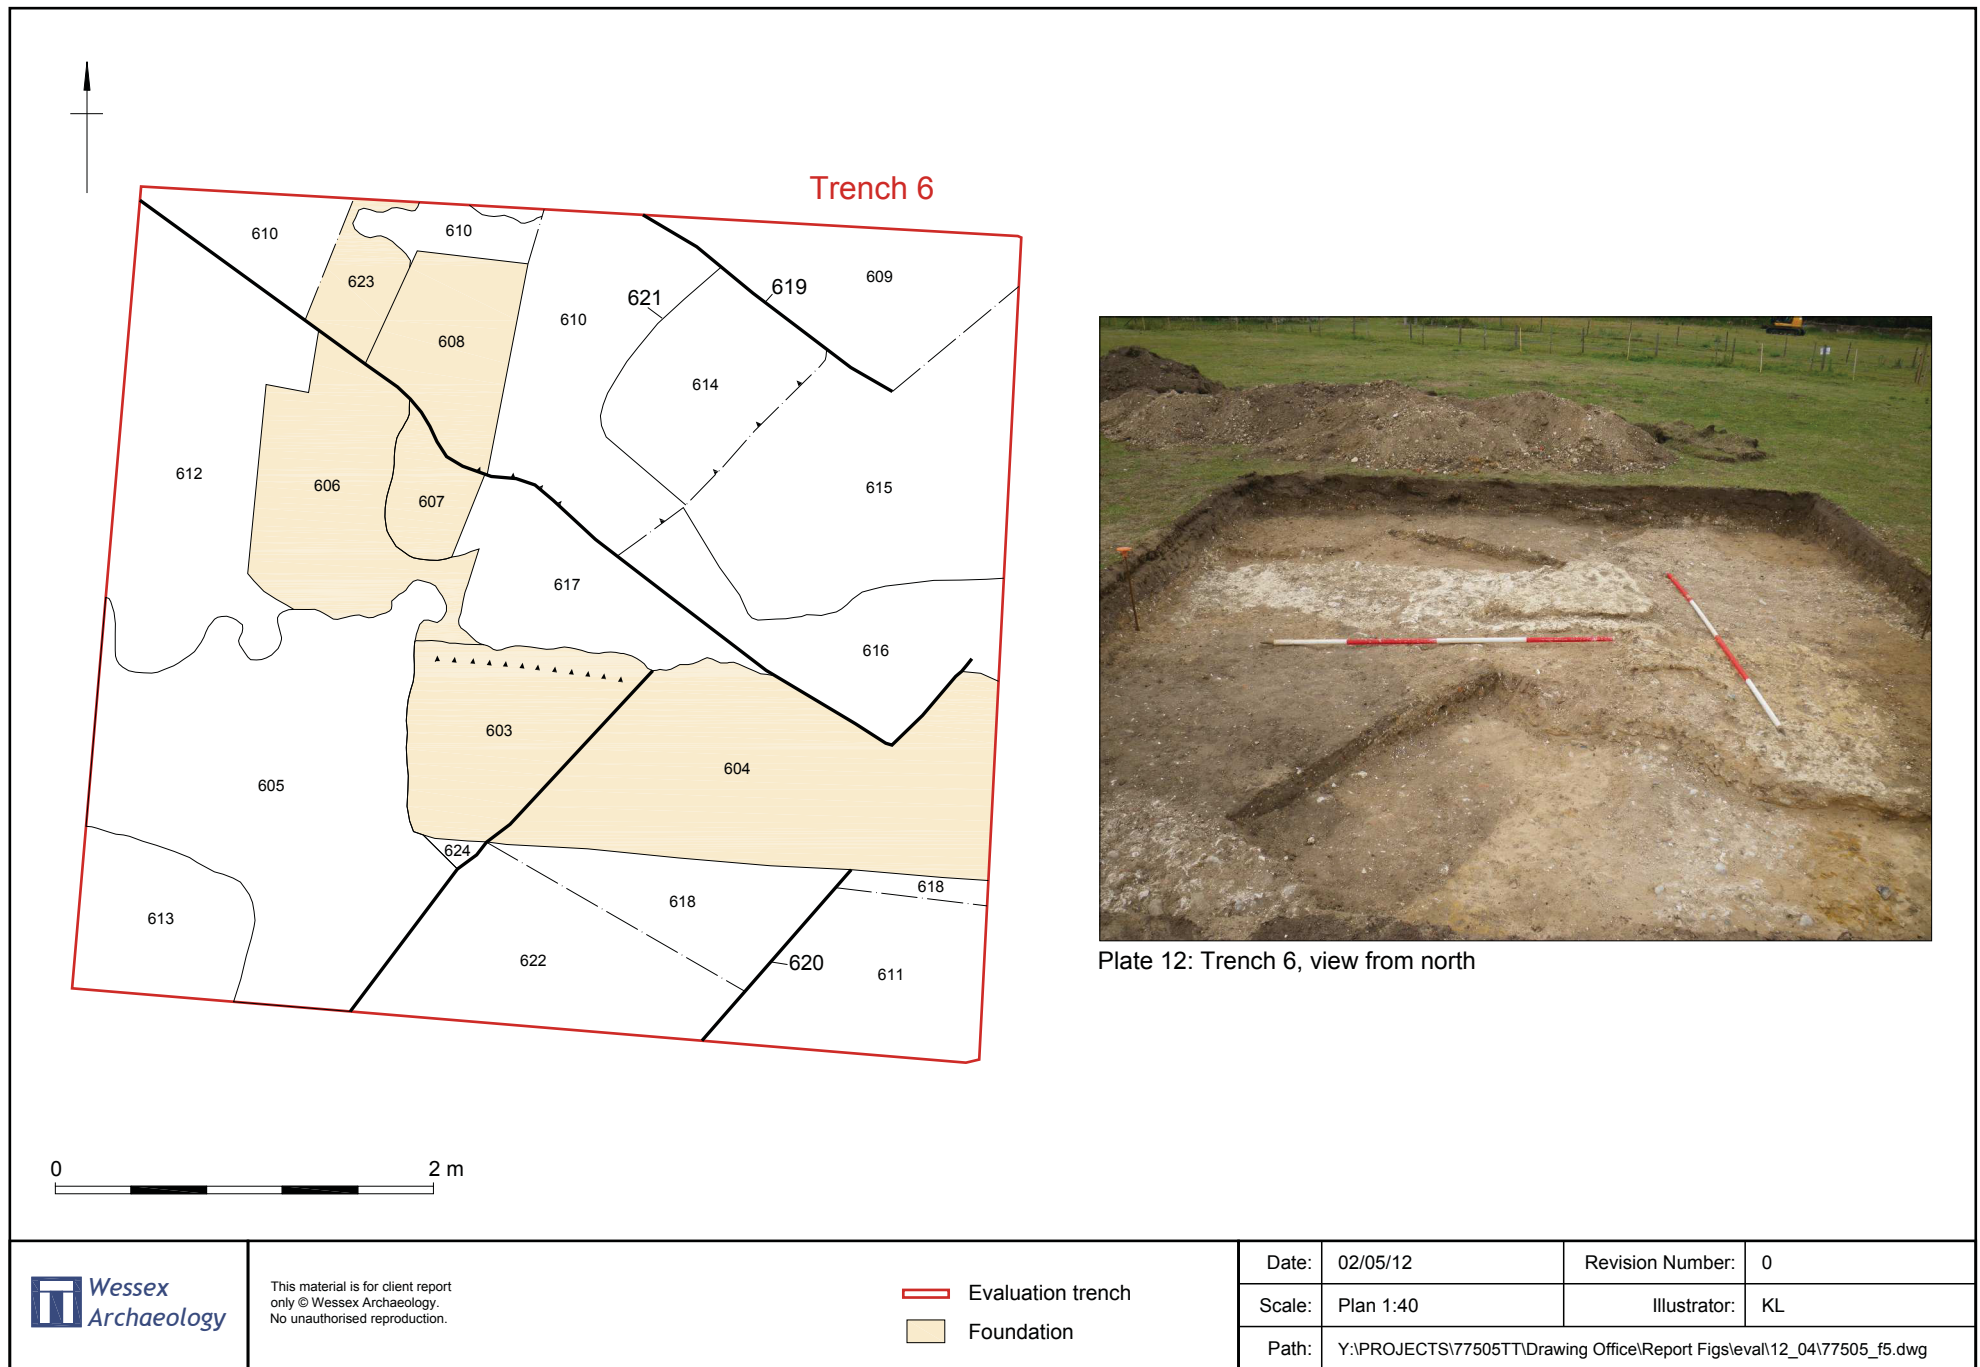 Trench 6
610
610
623
621
619
609
610
608
614
612
606
607
615
617
616
603
604
605
624
618
618
613
622
620
611
Plate 12: Trench 6, view from north
0
2 m
Wessex
Archaeology
This material is for client report
only © Wessex Archaeology.
No unauthorised reproduction.
Evaluation trench
Foundation
Date: 02/05/12 Revision Number: 0
Scale: Plan 1:40 Illustrator: KL
Path: Y:\PROJECTS\77505TT\Drawing Office\Report Figs\eval\12_04\77505_f5.dwg